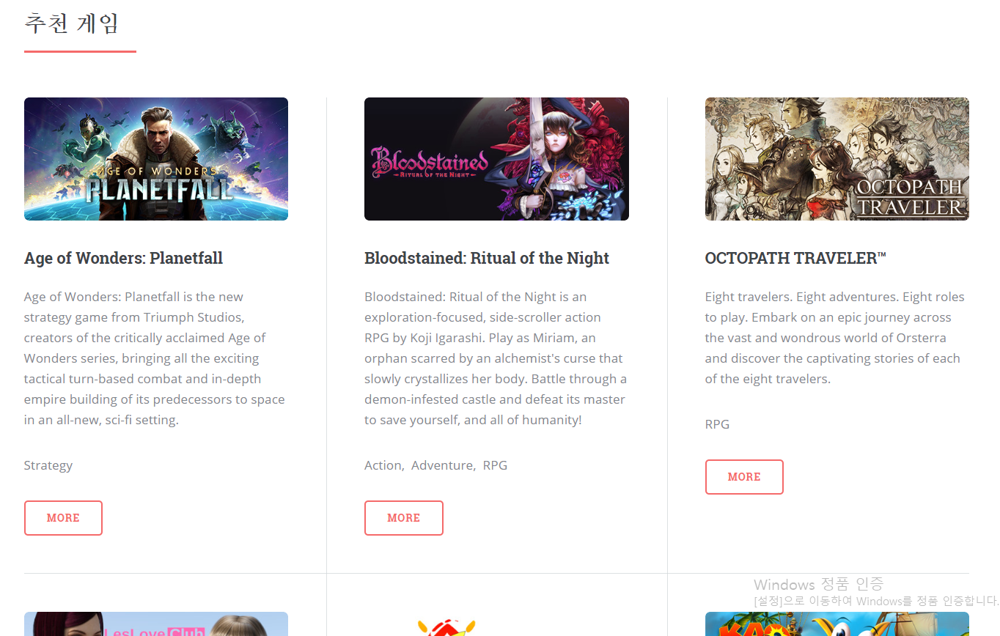 추천 게임
AGE OF WONDERS
PLANETFALL
Bloodstained
RITUAL OF THE NIGHT
OCTOPATH
TRAVELER
Age of Wonders: Planetfall
Age of Wonders: Planetfall is the new
strategy game from Triumph Studios,
creators of the critically acclaimed Age of
Wonders series, bringing all the exciting
tactical turn-based combat and in-depth
empire building of its predecessors to space
in an all-new, sci-fi setting.
Strategy
MORE
Bloodstained: Ritual of the Night
Bloodstained: Ritual of the Night is an
exploration-focused, side-scroller action
RPG by Koji Igarashi. Play as Miriam, an
orphan scarred by an alchemist's curse that
slowly crystallizes her body. Battle through a
demon-infested castle and defeat its master
to save yourself, and all of humanity!
Action,  Adventure,  RPG
MORE
OCTOPATH TRAVELER™
Eight travelers. Eight adventures. Eight roles
to play. Embark on an epic journey across
the vast and wondrous world of Orsterra
and discover the captivating stories of each
of the eight travelers.
RPG
MORE
Windows 정품 인증
[설정]으로 이동하여 Windows를 정품 인증합니다.
LesLove Club
KAO